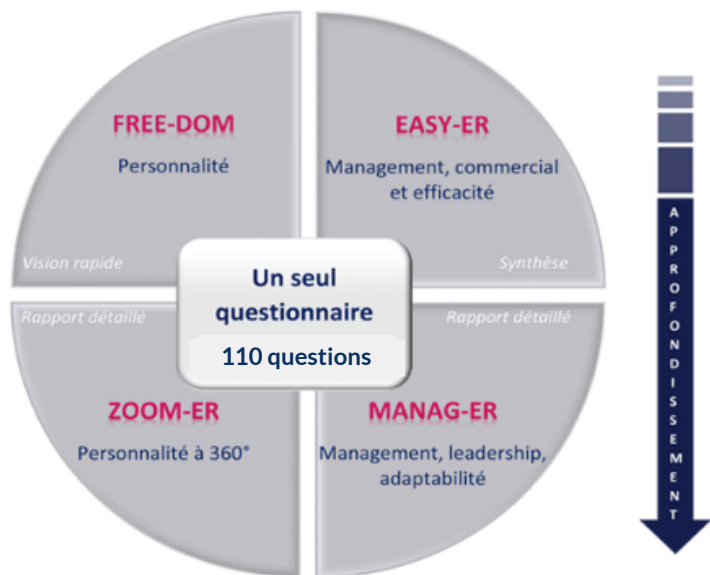 FREE-DOM
Personnalité
Vision rapide
EASY-ER
Management, commercial
et efficacité
Synthèse
Un seul
questionnaire
110 questions
Rapport détaillé
ZOOM-ER
Personnalité à 360°
Rapport détaillé
MANAG-ER
Management, leadership,
adaptabilité
APPROFONDISSEMENT